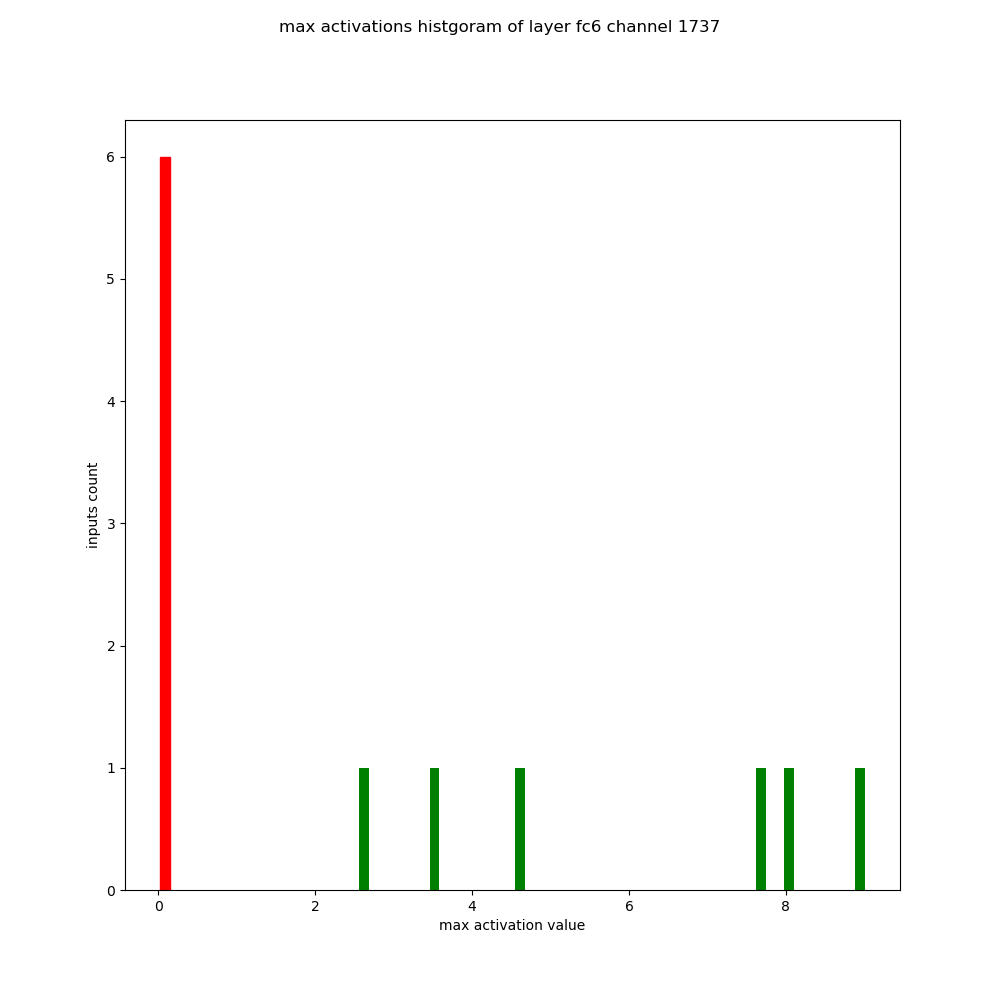 max activations histgoram of layer fc6 channel 1737
6
5
4
3
2
1
0
inputs count
0 2 4 6 8
max activation value